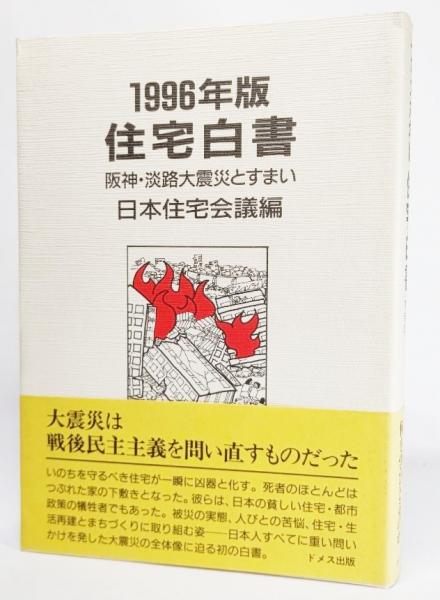 1996年版
住宅白書
阪神・淡路大震災とすまい
日本住宅会議編
大震災は
戦後民主主義を問い直すものだった
いのちを守るべき住宅が一瞬に凶器と化す。死者のほとんどは
つぶれた家の下敷きとなった。彼らは、日本の貧しい住宅・都市
政策の犠牲者でもあった。被災の実態、人びとの苦悩、住宅・生
活再建とまちづくりに取り組む姿──日本人すべてに重い問い
かけを発した大震災の全体像に迫る初の白書。
ドメス出版